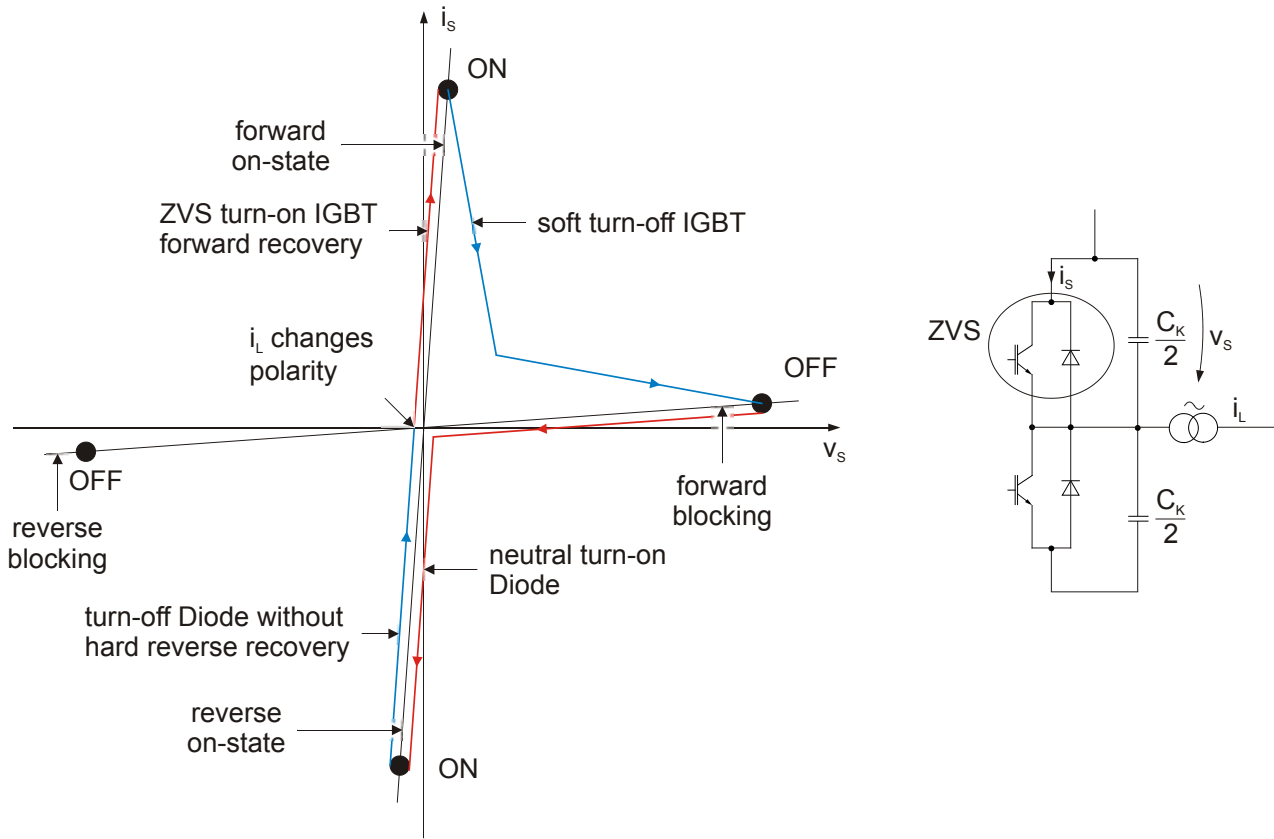 i_S
ON
forward
on-state
ZVS turn-on IGBT
forward recovery
soft turn-off IGBT
i_L changes
polarity
OFF
v_S
OFF
reverse
blocking
forward
blocking
neutral turn-on
Diode
turn-off Diode without
hard reverse recovery
reverse
on-state
ON
i_S
ZVS
C_K
2
v_S
~
i_L
C_K
2